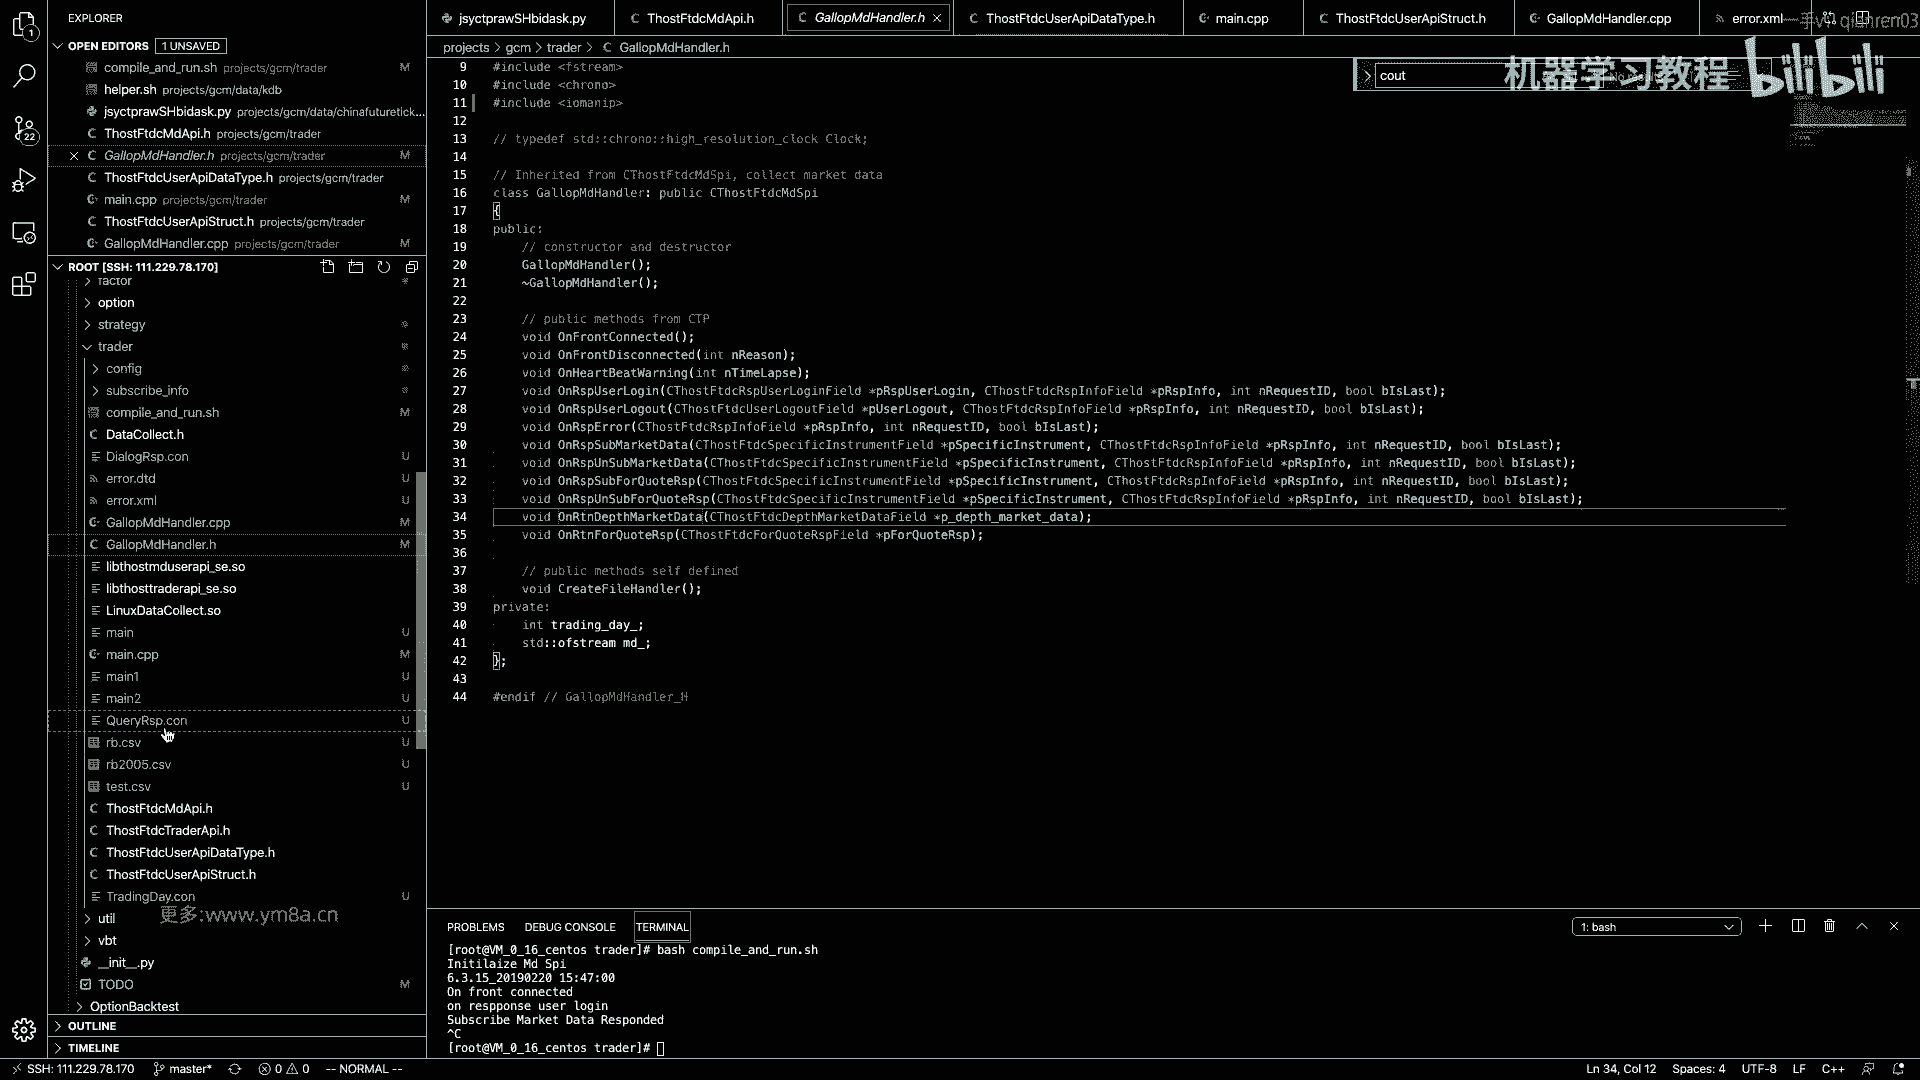 EXPLORER
OPEN EDITORS 1 UNSAVED
compile_and_run.sh projects/gcm/trader M
helper.sh projects/gcm/data/kdb
jsyctprawSHbidask.py projects/gcm/data/chinafuturetick...
ThostFtdcMdApi.h projects/gcm/trader
GallopMdHandler.h projects/gcm/trader M
ThostFtdcUserApiDataType.h projects/gcm/trader
main.cpp projects/gcm/trader M
ThostFtdcUserApiStruct.h projects/gcm/trader
GallopMdHandler.cpp projects/gcm/trader M
ROOT [SSH: 111.229.78.170]
factor
option
strategy
trader
config
subscribe_info
compile_and_run.sh M
DataCollect.h
DialogRsp.con U
error.dtd U
error.xml U
GallopMdHandler.cpp M
GallopMdHandler.h M
libthostmduserapi_se.so
libthosttraderapi_se.so
LinuxDataCollect.so
main U
main.cpp M
main1 U
main2 U
QueryRsp.con U
rb.csv U
rb2005.csv U
test.csv U
ThostFtdcMdApi.h
ThostFtdcTraderApi.h
ThostFtdcUserApiDataType.h
ThostFtdcUserApiStruct.h
TradingDay.con U
util
更多:www.ym8a.cn
vbt
__init__.py
TODO M
OptionBacktest
OUTLINE
TIMELINE
jsyctprawSHbidask.py ThostFtdcMdApi.h GallopMdHandler.h ThostFtdcUserApiDataType.h main.cpp ThostFtdcUserApiStruct.h GallopMdHandler.cpp error.xml
projects > gcm > trader > GallopMdHandler.h
cout
机器学习教程 bilibili
9 #include <fstream>
10 #include <chrono>
11 #include <iomanip>
12
13 // typedef std::chrono::high_resolution_clock Clock;
14
15 // Inherited from CThostFtdcMdSpi, collect market data
16 class GallopMdHandler: public CThostFtdcMdSpi
17 {
18 public:
19 // constructor and destructor
20 GallopMdHandler();
21 ~GallopMdHandler();
22
23 // public methods from CTP
24 void OnFrontConnected();
25 void OnFrontDisconnected(int nReason);
26 void OnHeartBeatWarning(int nTimeLapse);
27 void OnRspUserLogin(CThostFtdcRspUserLoginField *pRspUserLogin, CThostFtdcRspInfoField *pRspInfo, int nRequestID, bool bIsLast);
28 void OnRspUserLogout(CThostFtdcUserLogoutField *pUserLogout, CThostFtdcRspInfoField *pRspInfo, int nRequestID, bool bIsLast);
29 void OnRspError(CThostFtdcRspInfoField *pRspInfo, int nRequestID, bool bIsLast);
30 void OnRspSubMarketData(CThostFtdcSpecificInstrumentField *pSpecificInstrument, CThostFtdcRspInfoField *pRspInfo, int nRequestID, bool bIsLast);
31 void OnRspUnSubMarketData(CThostFtdcSpecificInstrumentField *pSpecificInstrument, CThostFtdcRspInfoField *pRspInfo, int nRequestID, bool bIsLast);
32 void OnRspSubForQuoteRsp(CThostFtdcSpecificInstrumentField *pSpecificInstrument, CThostFtdcRspInfoField *pRspInfo, int nRequestID, bool bIsLast);
33 void OnRspUnSubForQuoteRsp(CThostFtdcSpecificInstrumentField *pSpecificInstrument, CThostFtdcRspInfoField *pRspInfo, int nRequestID, bool bIsLast);
34 void OnRtnDepthMarketData(CThostFtdcDepthMarketDataField *p_depth_market_data);
35 void OnRtnForQuoteRsp(CThostFtdcForQuoteRspField *pForQuoteRsp);
36
37 // public methods self defined
38 void CreateFileHandler();
39 private:
40 int trading_day_;
41 std::ofstream md_;
42 };
43
44 #endif // GallopMdHandler_H
PROBLEMS DEBUG CONSOLE TERMINAL 1: bash
[root@VM_0_16_centos trader]# bash compile_and_run.sh
Initilaize Md Spi
6.3.15_20190220 15:47:00
On front connected
on respponse user login
Subscribe Market Data Responded
^C
[root@VM_0_16_centos trader]#
SSH: 111.229.78.170 master* 0 0 -- NORMAL -- Ln 34, Col 12 Spaces: 4 UTF-8 LF C++